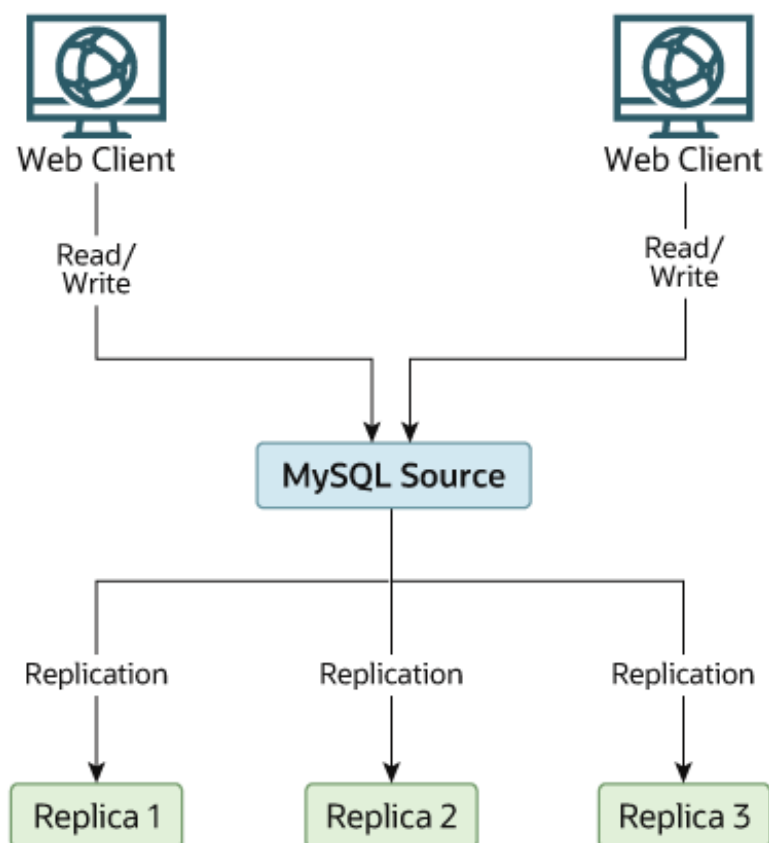 Web Client
Web Client
Read/
Write
Read/
Write
MySQL Source
Replication
Replication
Replication
Replica 1
Replica 2
Replica 3